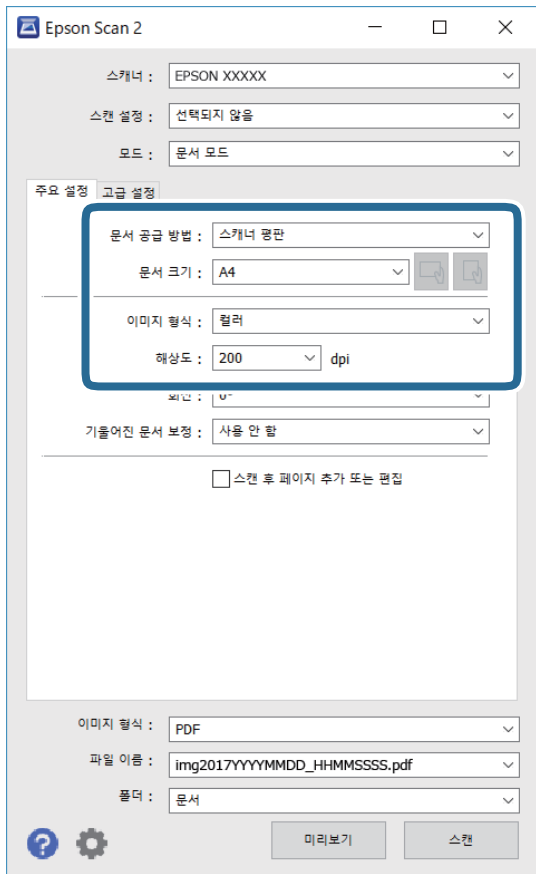 Epson Scan 2
스캐너 : EPSON XXXXX
스캔 설정 : 선택되지 않음
모드 : 문서 모드
주요 설정 고급 설정
문서 공급 방법 : 스캐너 평판
문서 크기 : A4
이미지 형식 : 컬러
해상도 : 200 dpi
회전 : 0°
기울어진 문서 보정 : 사용 안 함
스캔 후 페이지 추가 또는 편집
이미지 형식 : PDF
파일 이름 : img2017YYYYMMDD_HHMMSSSS.pdf
폴더 : 문서
미리보기 스캔